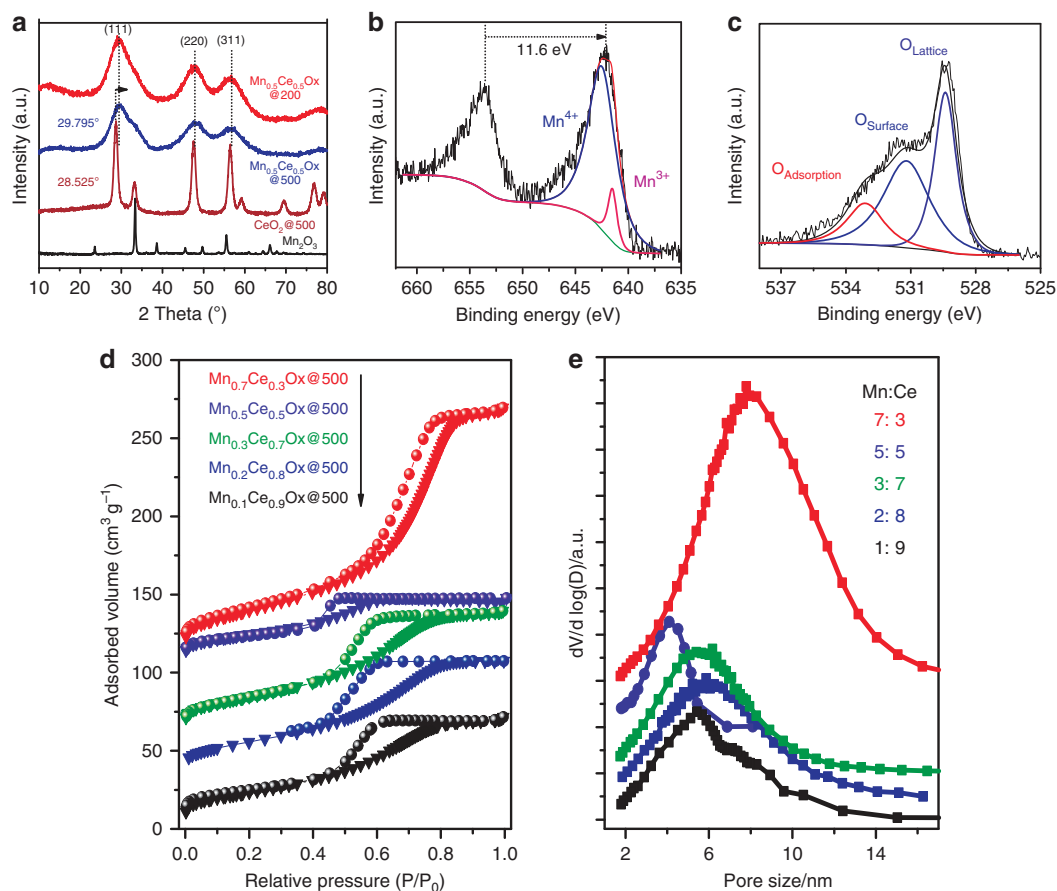 a
(111)
(220)
(311)
Mn0.5Ce0.5Ox
@200
29.795°
Mn0.5Ce0.5Ox
@500
28.525°
CeO2@500
Mn2O3
Intensity (a.u.)
10 20 30 40 50 60 70 80
2 Theta (°)
b
11.6 eV
Mn4+
Mn3+
Intensity (a.u.)
660 655 650 645 640 635
Binding energy (eV)
c
OLattice
OSurface
OAdsorption
Intensity (a.u.)
537 534 531 528 525
Binding energy (eV)
d
300
250
200
150
100
50
0
Mn0.7Ce0.3Ox@500
Mn0.5Ce0.5Ox@500
Mn0.3Ce0.7Ox@500
Mn0.2Ce0.8Ox@500
Mn0.1Ce0.9Ox@500
Adsorbed volume (cm3 g−1)
0.0 0.2 0.4 0.6 0.8 1.0
Relative pressure (P/P0)
e
Mn:Ce
7: 3
5: 5
3: 7
2: 8
1: 9
dV/d log(D)/a.u.
2 6 10 14
Pore size/nm